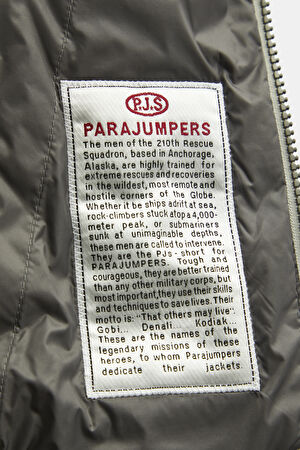 P.J.S
PARAJUMPERS
The men of the 210th Rescue
Squadron, based in Anchorage,
Alaska, are highly trained for
extreme rescues and recoveries
in the wildest, most remote and
hostile corners of the Globe.
Whether it be ships adrift at sea,
rock-climbers stuck atop a 4,000-
meter peak, or submariners
sunk at unimaginable depths,
these men are called to intervene.
They are the PJs - short for
PARAJUMPERS. Tough and
courageous, they are better trained
than any other military corps, but
most important, they use their skills
and techniques to save lives. Their
motto is: "That others may live".
Gobi... Denali... Kodiak...
These are the names of the
legendary missions of these
heroes, to whom Parajumpers
dedicate their jackets.